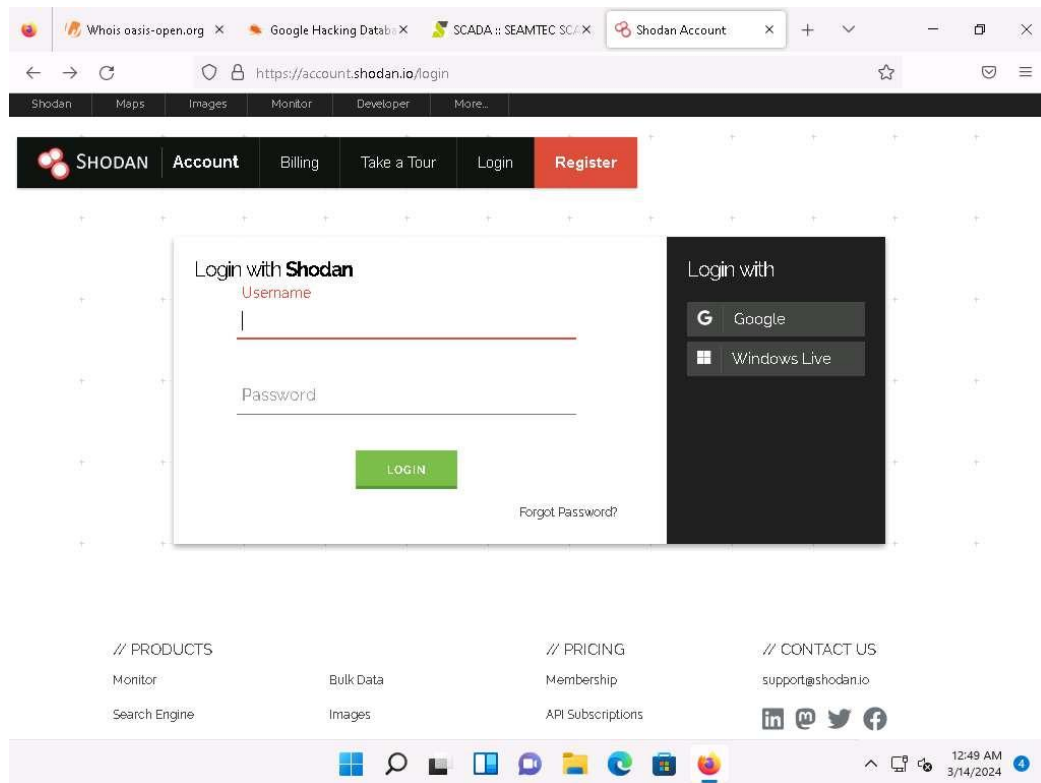 Whois oasis-open.org
Google Hacking Databa
SCADA :: SEAMTEC SCA
Shodan Account
https://account.shodan.io/login
Shodan Maps Images Monitor Developer More...
SHODAN Account Billing Take a Tour Login Register
Login with Shodan
Username
Password
LOGIN
Forgot Password?
Login with
G Google
Windows Live
// PRODUCTS
Monitor
Bulk Data
Search Engine
Images
// PRICING
Membership
API Subscriptions
// CONTACT US
support@shodan.io
12:49 AM
3/14/2024
4